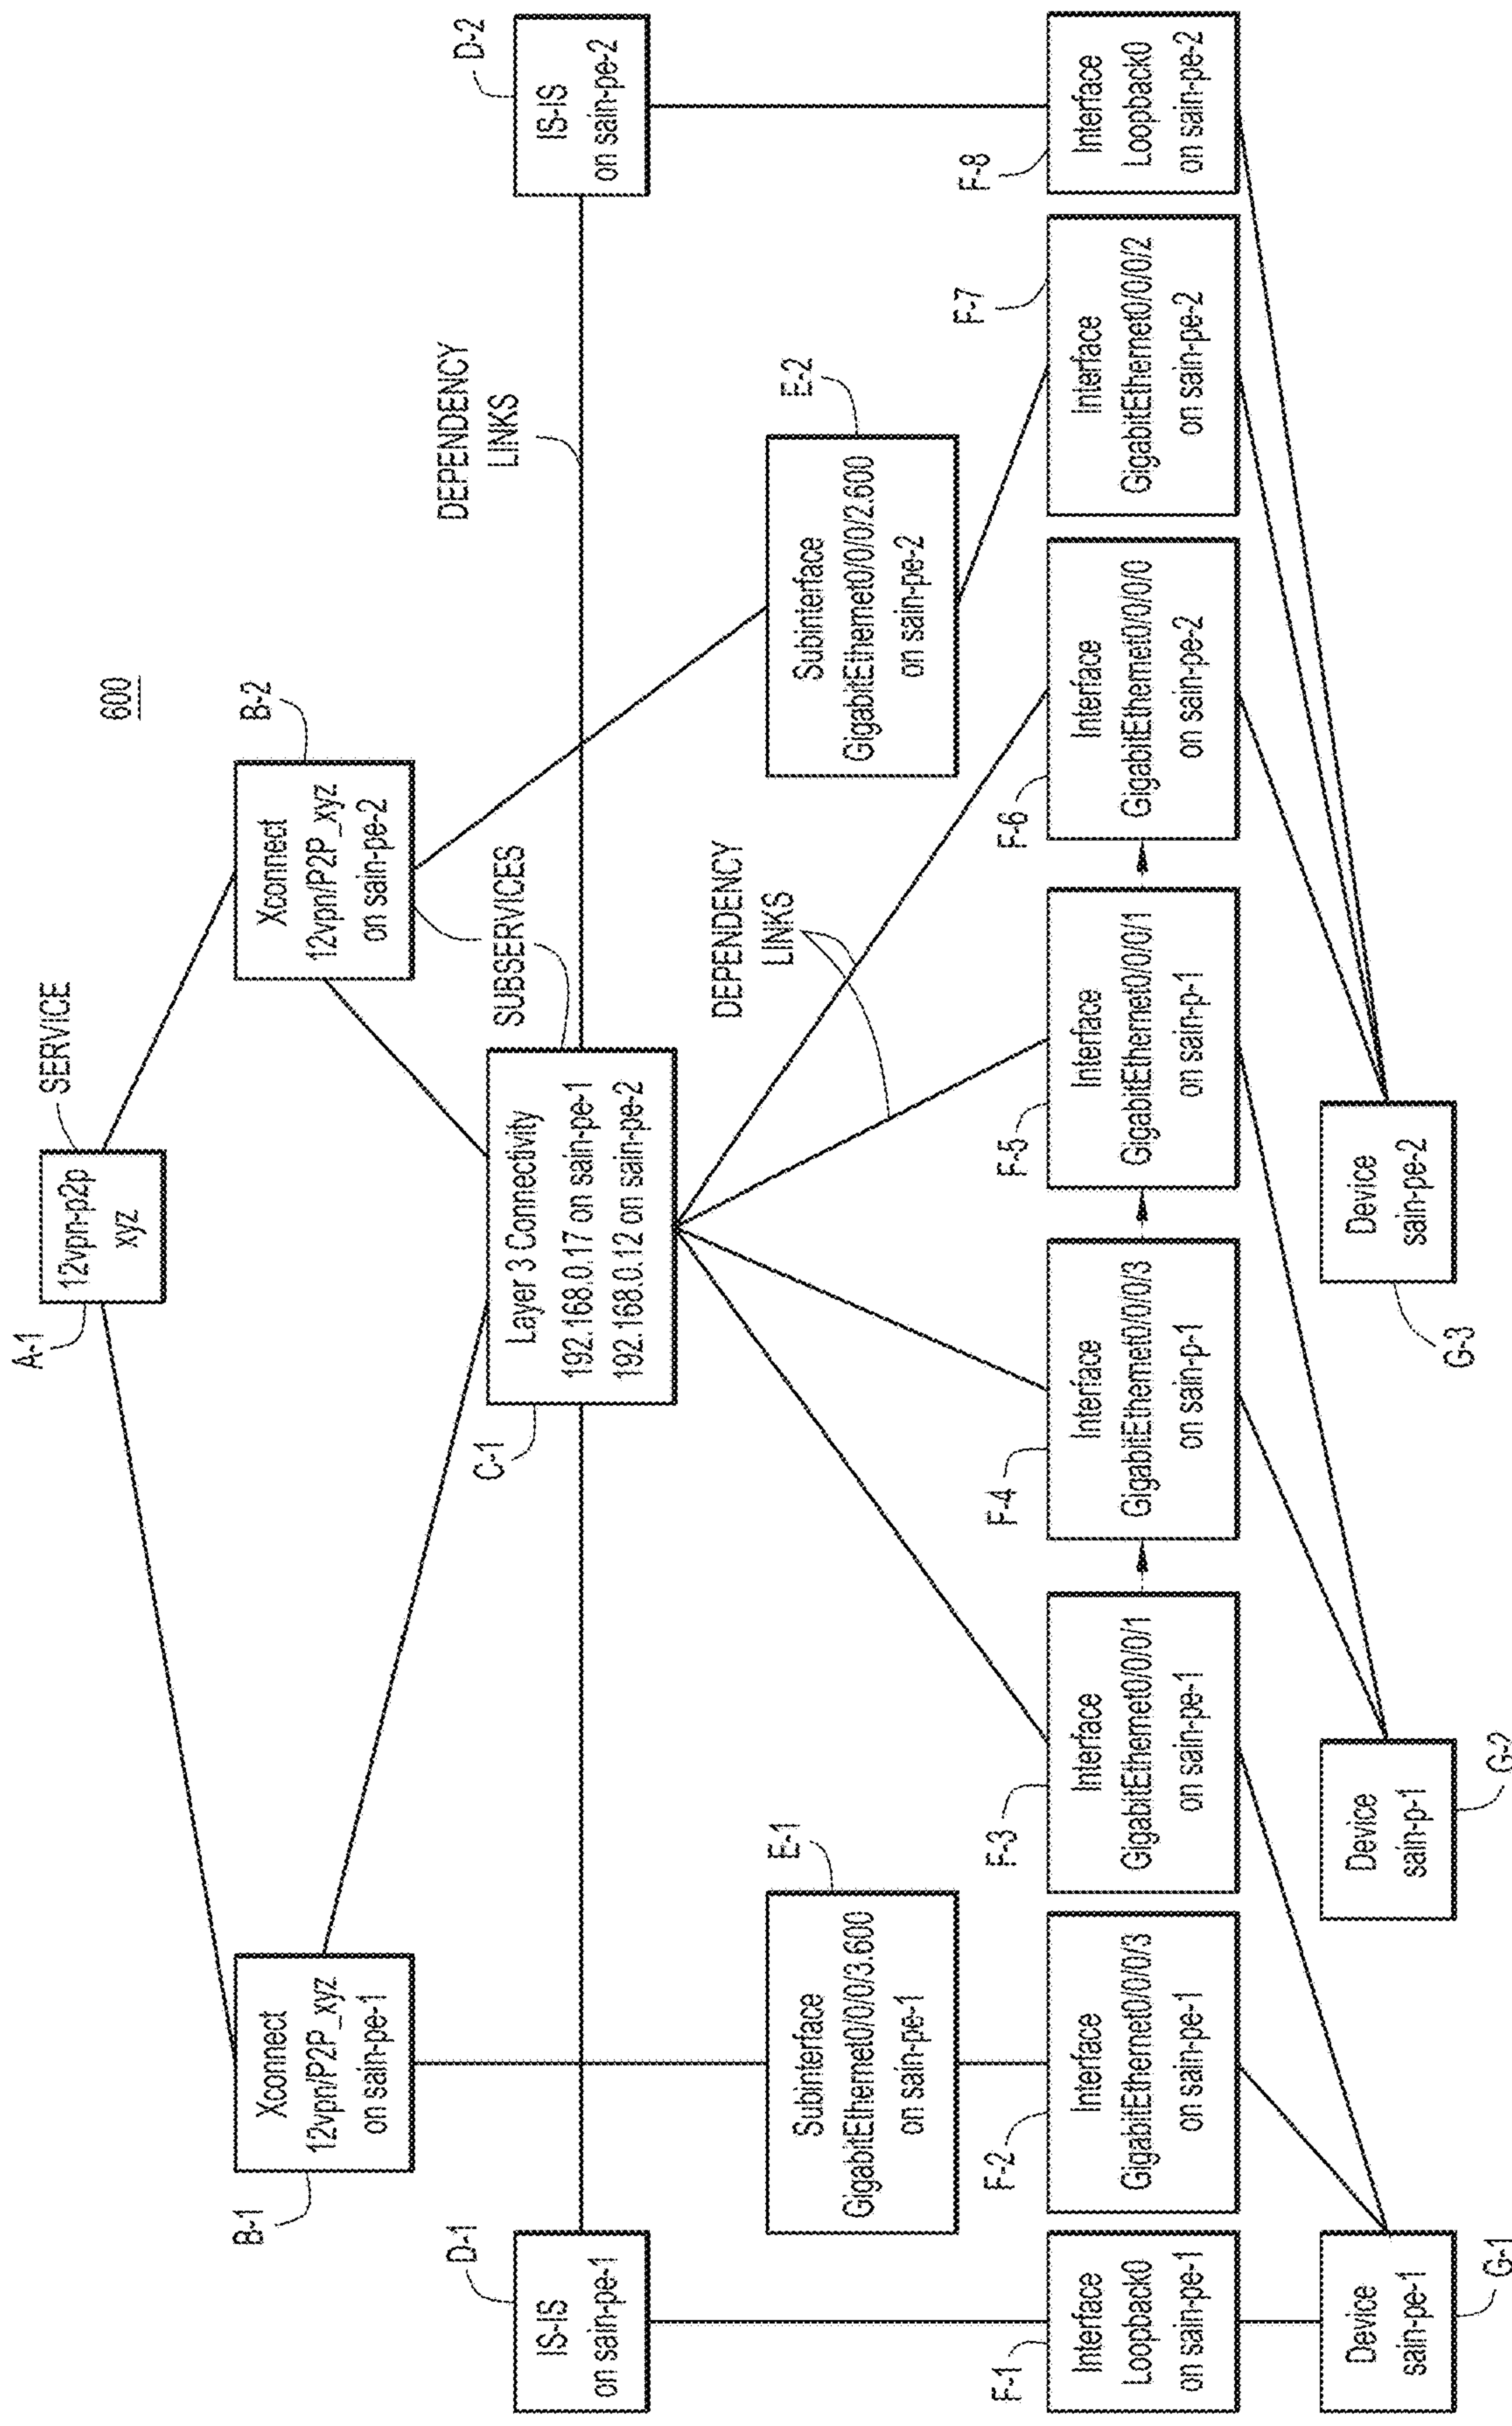 600
A-1
12vpn-p2p
xyz
SERVICE
B-1
Xconnect
12vpn/P2P_xyz
on sain-pe-1
B-2
Xconnect
12vpn/P2P_xyz
on sain-pe-2
SUBSERVICES
D-1
IS-IS
on sain-pe-1
C-1
Layer 3 Connectivity
192.168.0.17 on sain-pe-1
192.168.0.12 on sain-pe-2
DEPENDENCY
LINKS
D-2
IS-IS
on sain-pe-2
E-1
Subinterface
GigabitEthernet0/0/0/3.600
on sain-pe-1
DEPENDENCY
LINKS
E-2
Subinterface
GigabitEthernet0/0/0/2.600
on sain-pe-2
F-1
Interface
Loopback0
on sain-pe-1
F-2
Interface
GigabitEthernet0/0/0/3
on sain-pe-1
F-3
Interface
GigabitEthernet0/0/0/1
on sain-pe-1
F-4
Interface
GigabitEthernet0/0/0/3
on sain-p-1
F-5
Interface
GigabitEthernet0/0/0/1
on sain-p-1
F-6
Interface
GigabitEthernet0/0/0/0
on sain-pe-2
F-7
Interface
GigabitEthernet0/0/0/2
on sain-pe-2
F-8
Interface
Loopback0
on sain-pe-2
Device
sain-pe-1
G-1
Device
sain-p-1
G-2
Device
sain-pe-2
G-3